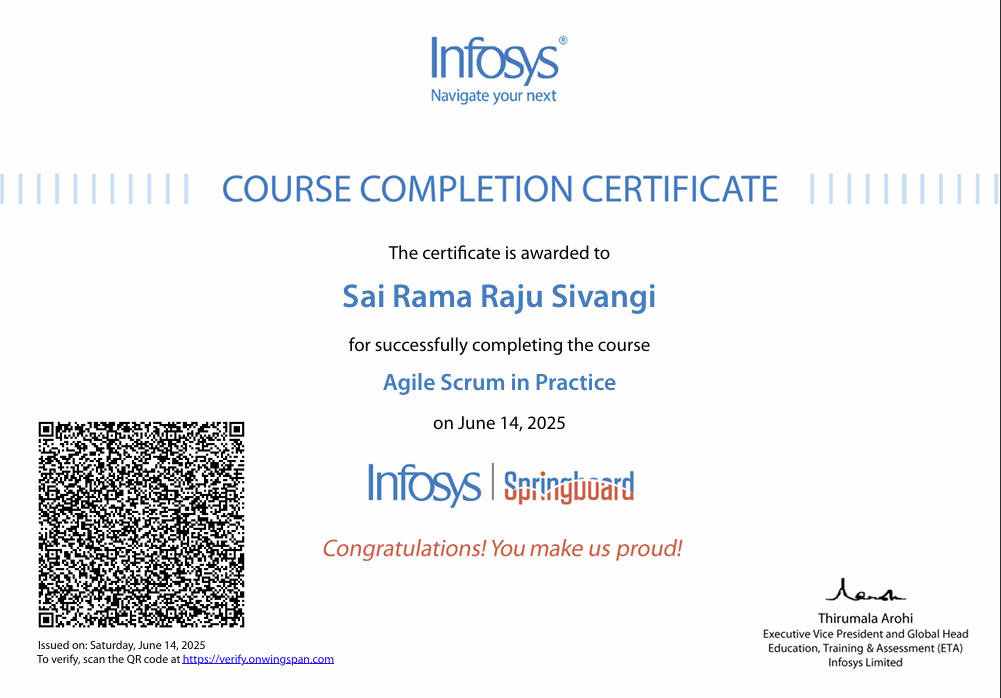 Infosys®
Navigate your next
COURSE COMPLETION CERTIFICATE
The certificate is awarded to
Sai Rama Raju Sivangi
for successfully completing the course
Agile Scrum in Practice
on June 14, 2025
Infosys | Springboard
Congratulations! You make us proud!
Issued on: Saturday, June 14, 2025
To verify, scan the QR code at https://verify.onwingspan.com
Thirumala Arohi
Executive Vice President and Global Head
Education, Training & Assessment (ETA)
Infosys Limited